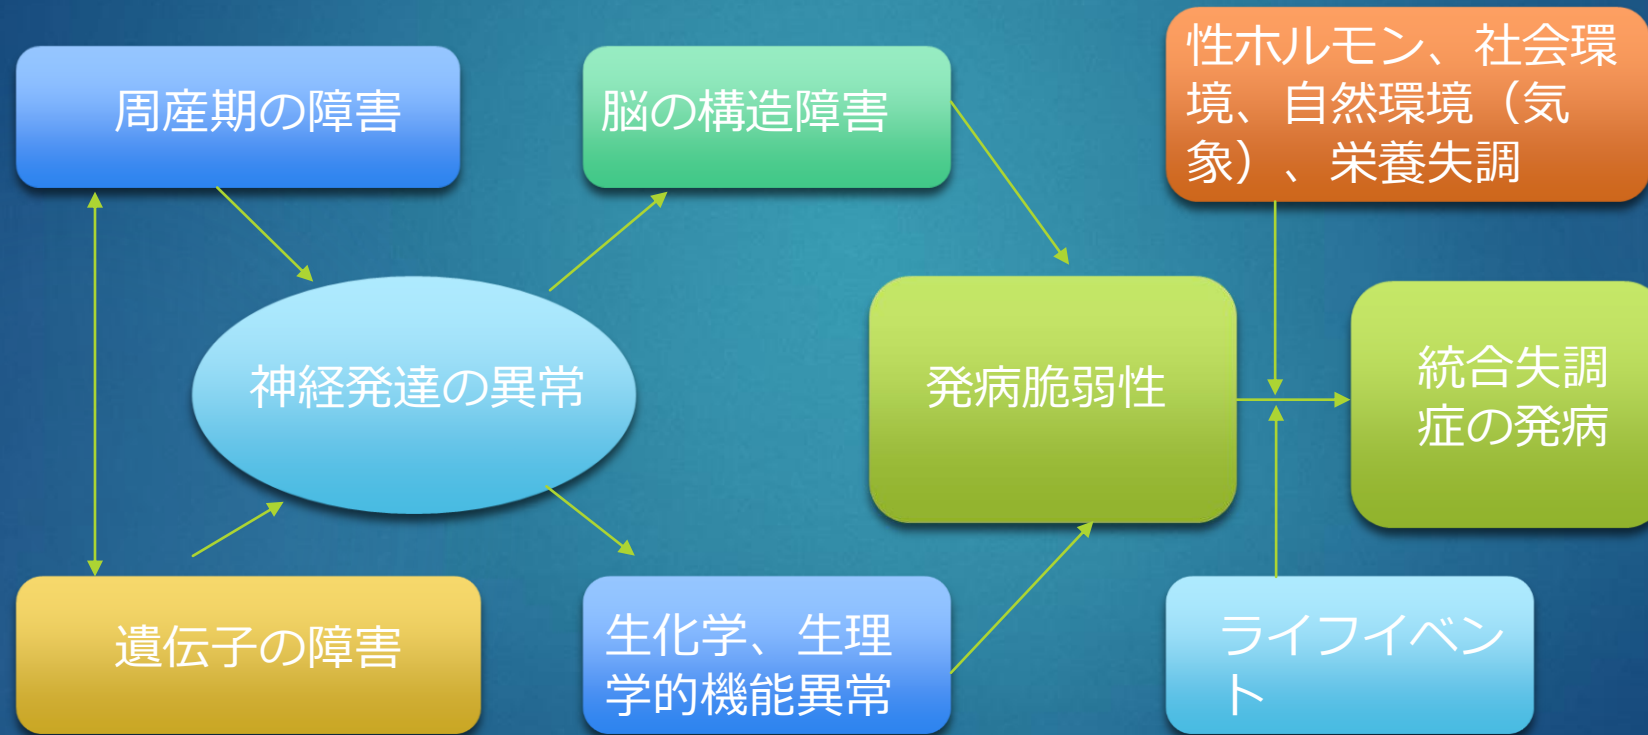 周産期の障害
脳の構造障害
性ホルモン、社会環
境、自然環境（気
象）、栄養失調
神経発達の異常
発病脆弱性
統合失調
症の発病
遺伝子の障害
生化学、生理
学的機能異常
ライフイベン
ト